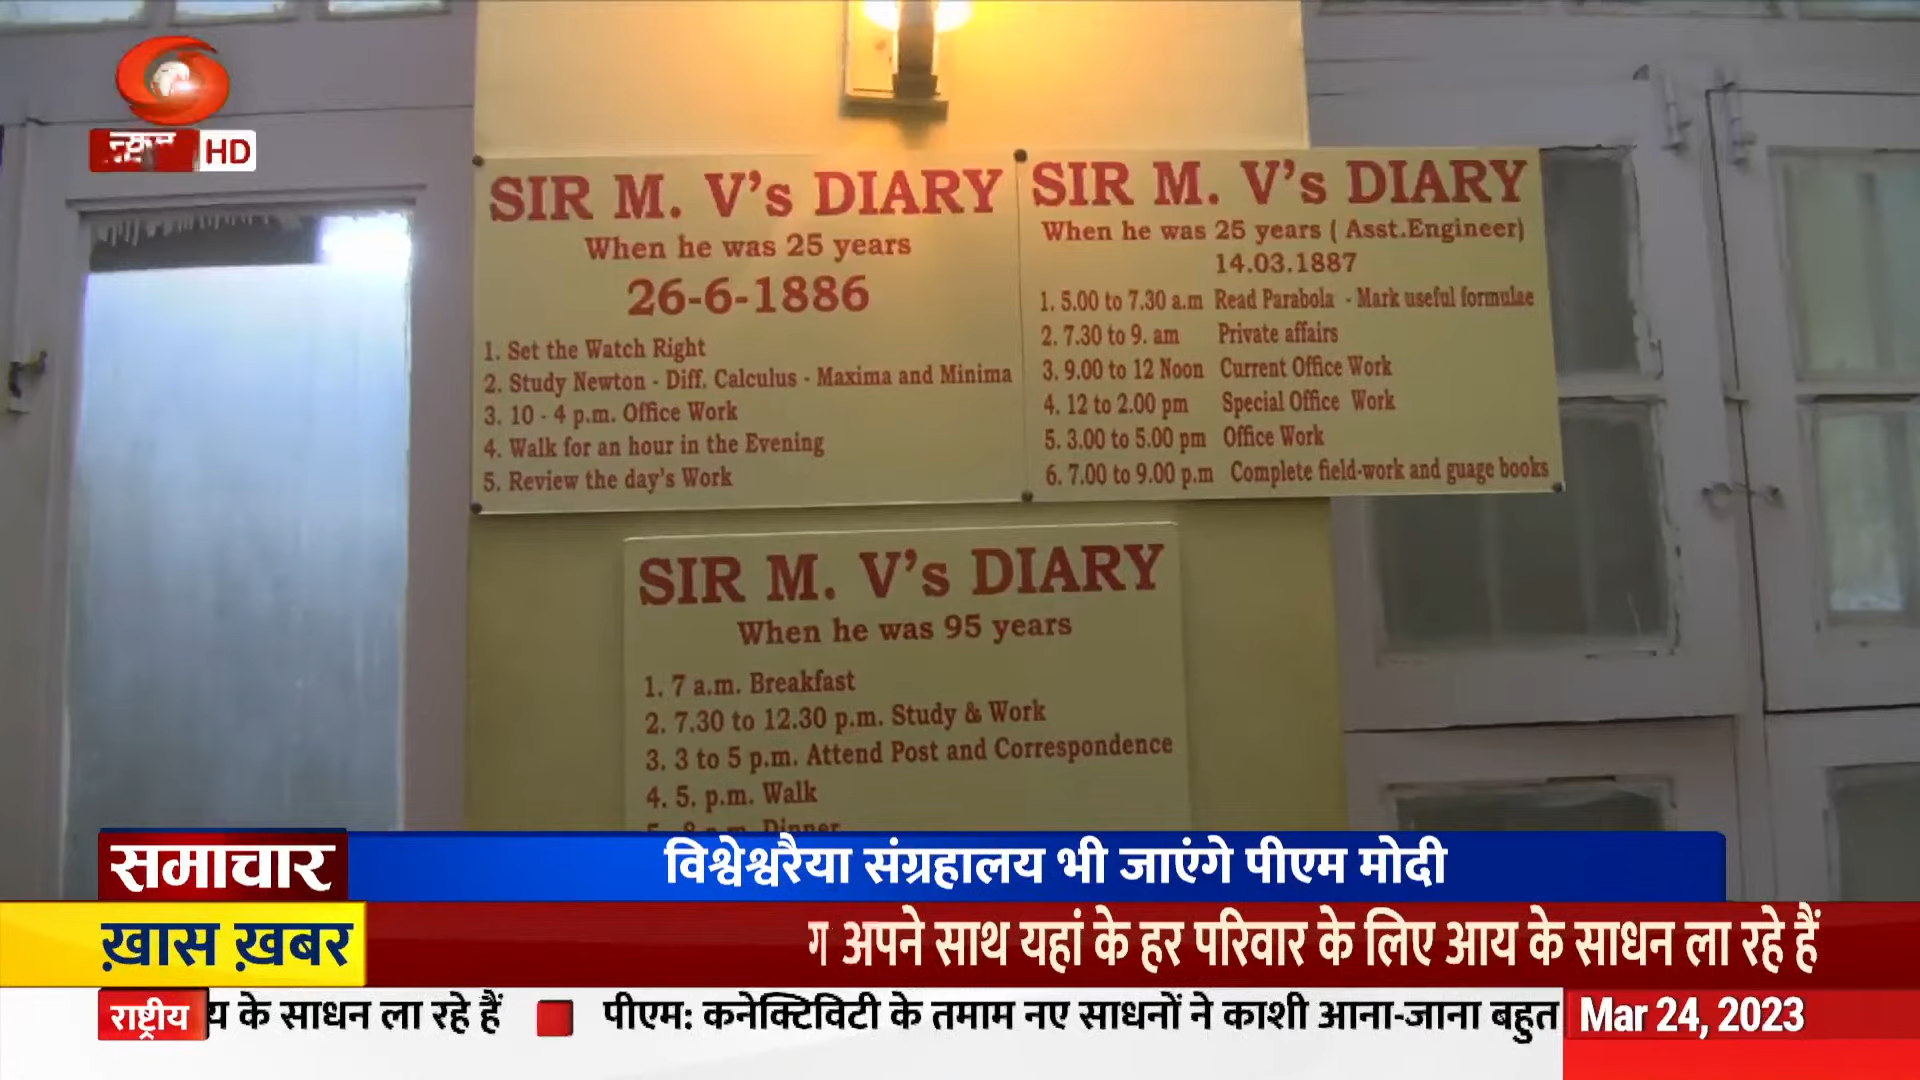 न्यूज़
HD
SIR M. V's DIARY
When he was 25 years
26-6-1886
1. Set the Watch Right
2. Study Newton - Diff. Calculus - Maxima and Minima
3. 10 - 4 p.m. Office Work
4. Walk for an hour in the Evening
5. Review the day's Work
SIR M. V's DIARY
When he was 25 years ( Asst.Engineer)
14.03.1887
1. 5.00 to 7.30 a.m Read Parabola - Mark useful formulae
2. 7.30 to 9. am Private affairs
3. 9.00 to 12 Noon Current Office Work
4. 12 to 2.00 pm Special Office Work
5. 3.00 to 5.00 pm Office Work
6. 7.00 to 9.00 p.m Complete field-work and guage books
SIR M. V's DIARY
When he was 95 years
1. 7 a.m. Breakfast
2. 7.30 to 12.30 p.m. Study & Work
3. 3 to 5 p.m. Attend Post and Correspondence
4. 5. p.m. Walk
5. 8 p.m. Dinner
समाचार
विश्वेश्वरैया संग्रहालय भी जाएंगे पीएम मोदी
ख़ास ख़बर
ग अपने साथ यहां के हर परिवार के लिए आय के साधन ला रहे हैं
राष्ट्रीय
य के साधन ला रहे हैं
पीएम: कनेक्टिविटी के तमाम नए साधनों ने काशी आना-जाना बहुत
Mar 24, 2023